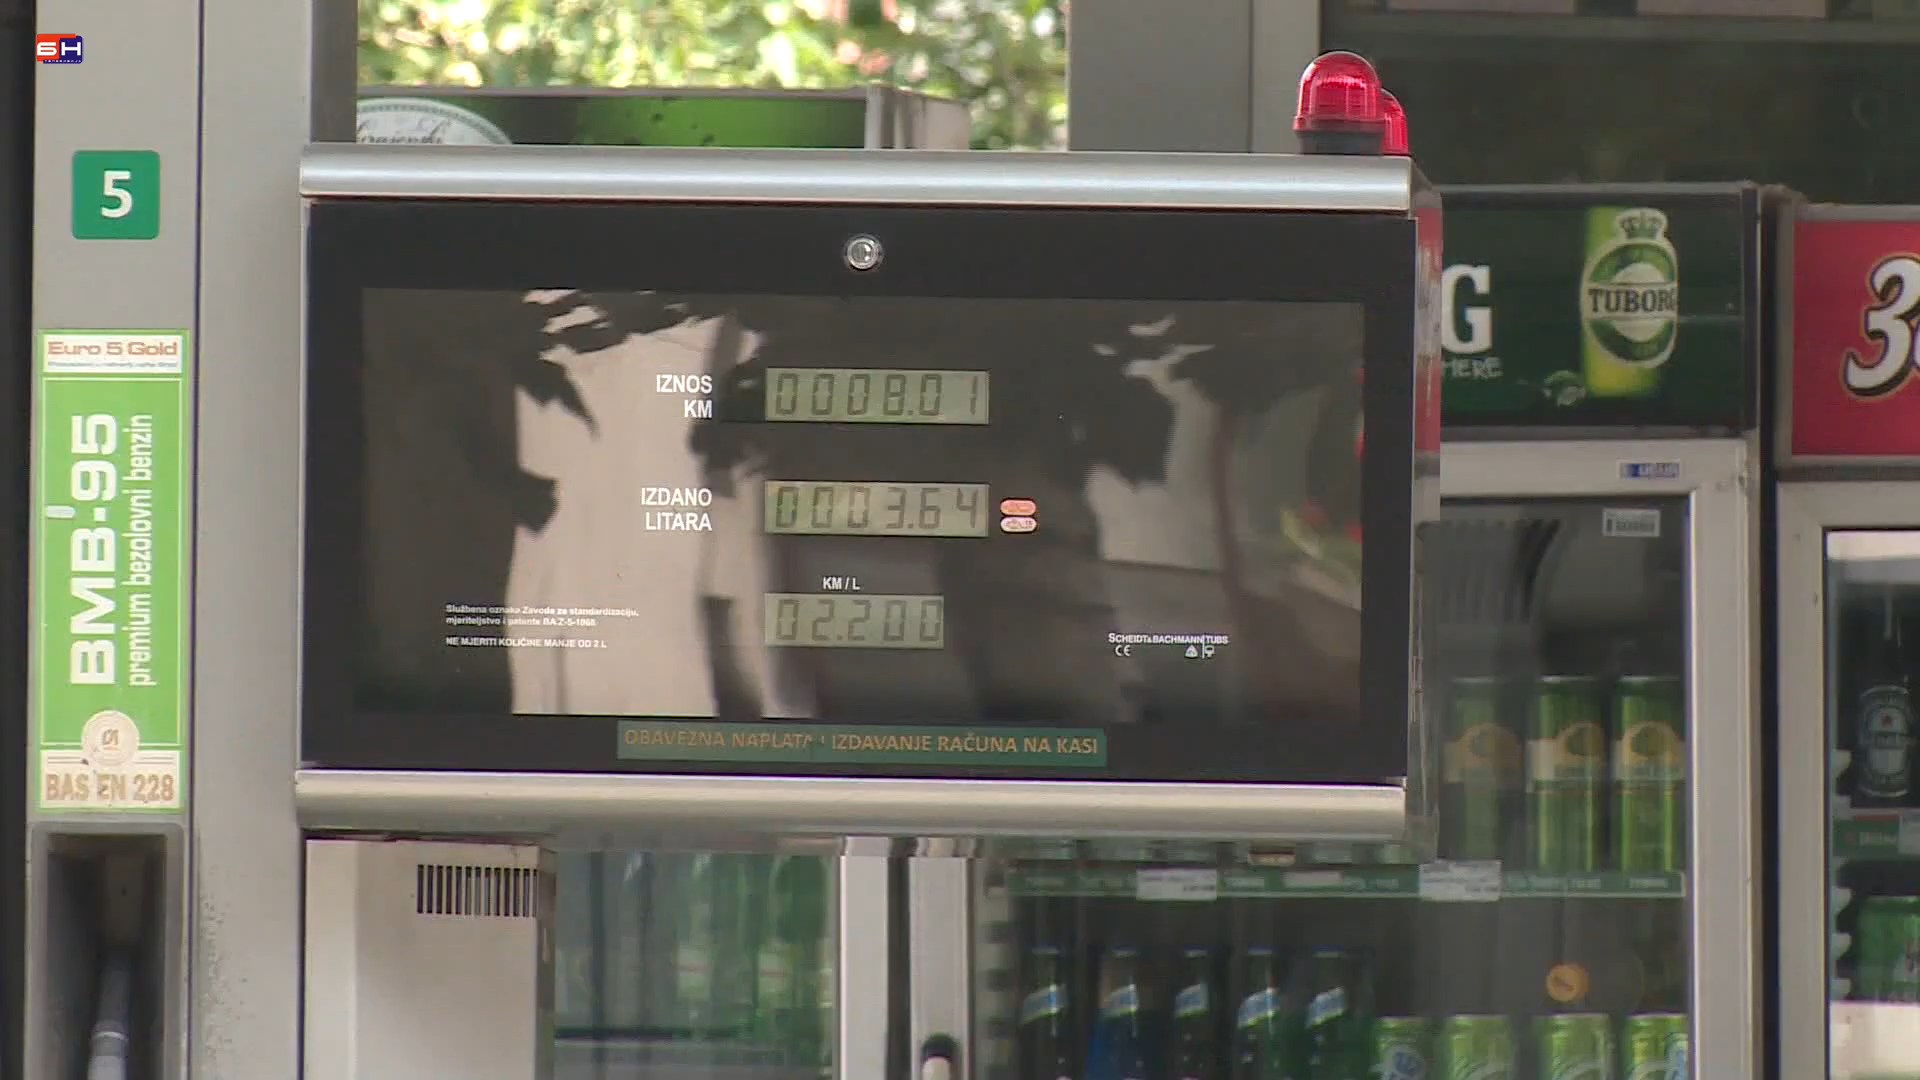 6H
5
Euro 5 Gold
BMB-95
premium bezolovni benzin
BAS EN 228
IZNOS
KM
0008.01
IZDANO
LITARA
0003.64
KM / L
02.200
Službena oznaka Zavoda za standardizaciju,
mjeriteljstvo i patente BA Z-5-1068
NE MJERITI KOLIČINE MANJE OD 2 L
SCHEIDT&BACHMANN TUBS
CE
OBAVEZNA NAPLATA I IZDAVANJE RAČUNA NA KASI
G
TUBORG
UGUR